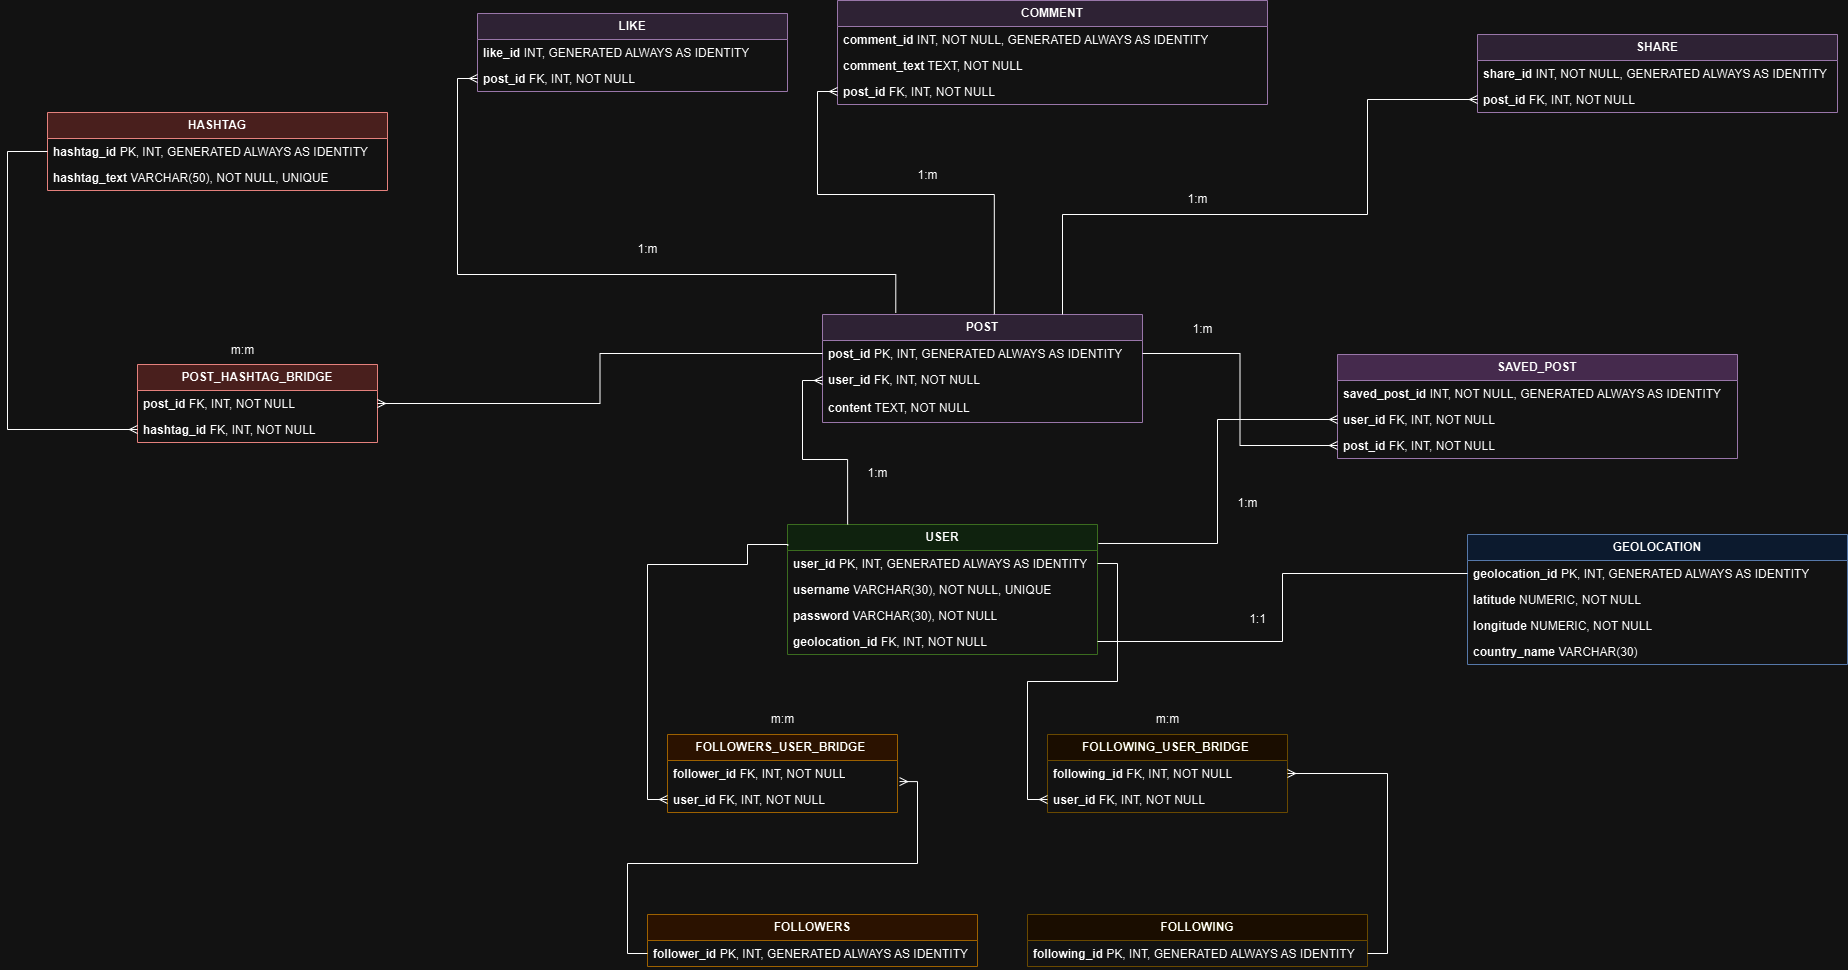 LIKE
like_id INT, GENERATED ALWAYS AS IDENTITY
post_id FK, INT, NOT NULL
COMMENT
comment_id INT, NOT NULL, GENERATED ALWAYS AS IDENTITY
comment_text TEXT, NOT NULL
post_id FK, INT, NOT NULL
SHARE
share_id INT, NOT NULL, GENERATED ALWAYS AS IDENTITY
post_id FK, INT, NOT NULL
HASHTAG
hashtag_id PK, INT, GENERATED ALWAYS AS IDENTITY
hashtag_text VARCHAR(50), NOT NULL, UNIQUE
1:m
1:m
1:m
m:m
POST_HASHTAG_BRIDGE
post_id FK, INT, NOT NULL
hashtag_id FK, INT, NOT NULL
POST
post_id PK, INT, GENERATED ALWAYS AS IDENTITY
user_id FK, INT, NOT NULL
content TEXT, NOT NULL
1:m
SAVED_POST
saved_post_id INT, NOT NULL, GENERATED ALWAYS AS IDENTITY
user_id FK, INT, NOT NULL
post_id FK, INT, NOT NULL
1:m
1:m
USER
user_id PK, INT, GENERATED ALWAYS AS IDENTITY
username VARCHAR(30), NOT NULL, UNIQUE
password VARCHAR(30), NOT NULL
geolocation_id FK, INT, NOT NULL
1:1
GEOLOCATION
geolocation_id PK, INT, GENERATED ALWAYS AS IDENTITY
latitude NUMERIC, NOT NULL
longitude NUMERIC, NOT NULL
country_name VARCHAR(30)
m:m
FOLLOWERS_USER_BRIDGE
follower_id FK, INT, NOT NULL
user_id FK, INT, NOT NULL
m:m
FOLLOWING_USER_BRIDGE
following_id FK, INT, NOT NULL
user_id FK, INT, NOT NULL
FOLLOWERS
follower_id PK, INT, GENERATED ALWAYS AS IDENTITY
FOLLOWING
following_id PK, INT, GENERATED ALWAYS AS IDENTITY